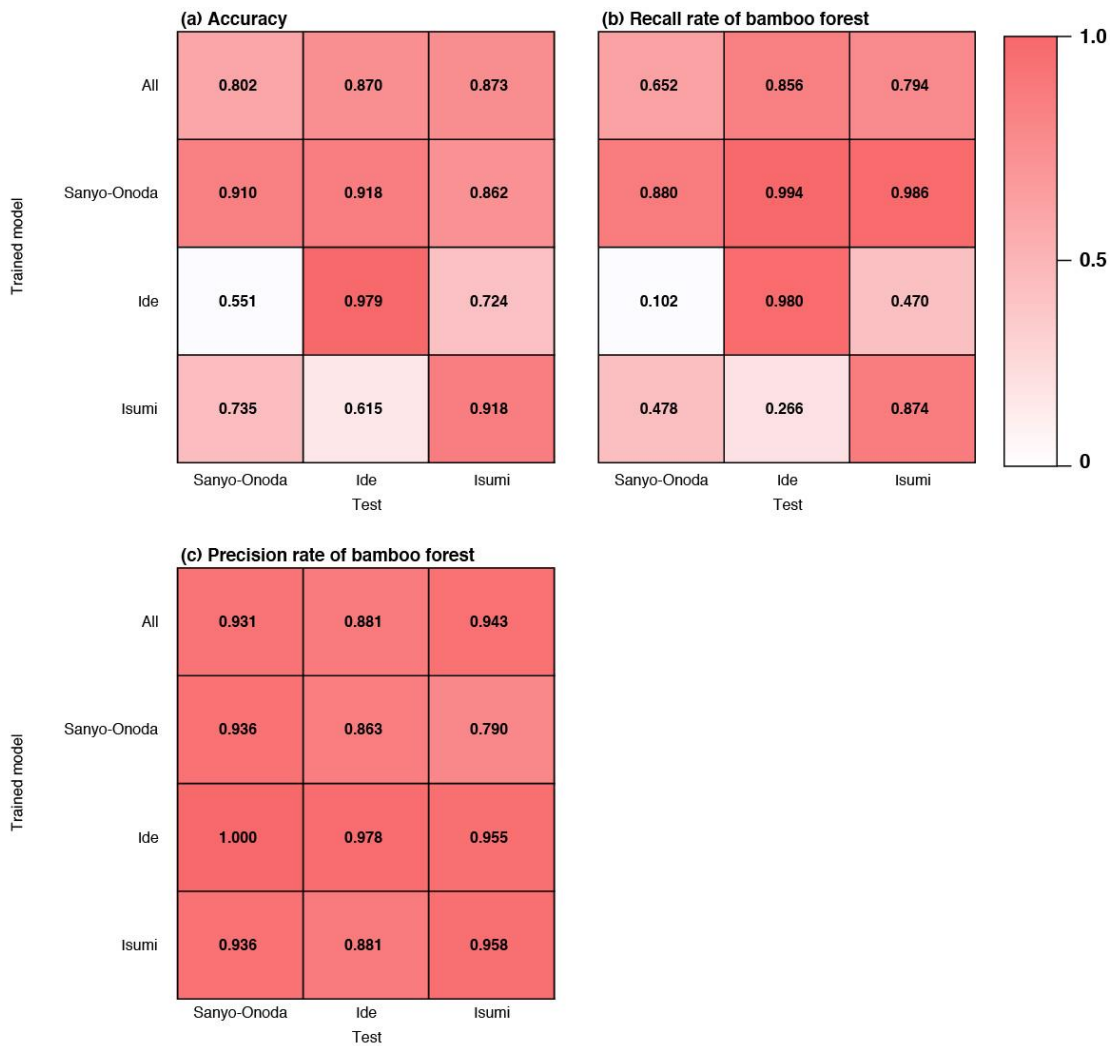 (a) Accuracy
(b) Recall rate of bamboo forest
1.0
0.5
0
Trained model
All
0.802 0.870 0.873
Sanyo-Onoda
0.910 0.918 0.862
Ide
0.551 0.979 0.724
Isumi
0.735 0.615 0.918
Sanyo-Onoda Ide Isumi
Test
0.652 0.856 0.794
0.880 0.994 0.986
0.102 0.980 0.470
0.478 0.266 0.874
Sanyo-Onoda Ide Isumi
Test
(c) Precision rate of bamboo forest
Trained model
All
0.931 0.881 0.943
Sanyo-Onoda
0.936 0.863 0.790
Ide
1.000 0.978 0.955
Isumi
0.936 0.881 0.958
Sanyo-Onoda Ide Isumi
Test